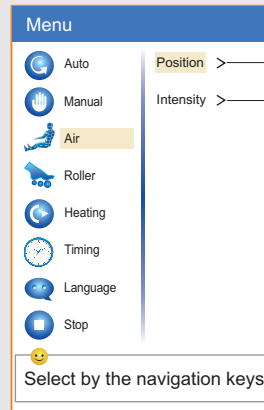 Menu
Auto
Manual
Air
Roller
Heating
Timing
Language
Stop
Position >
Intensity >
Select by the navigation keys